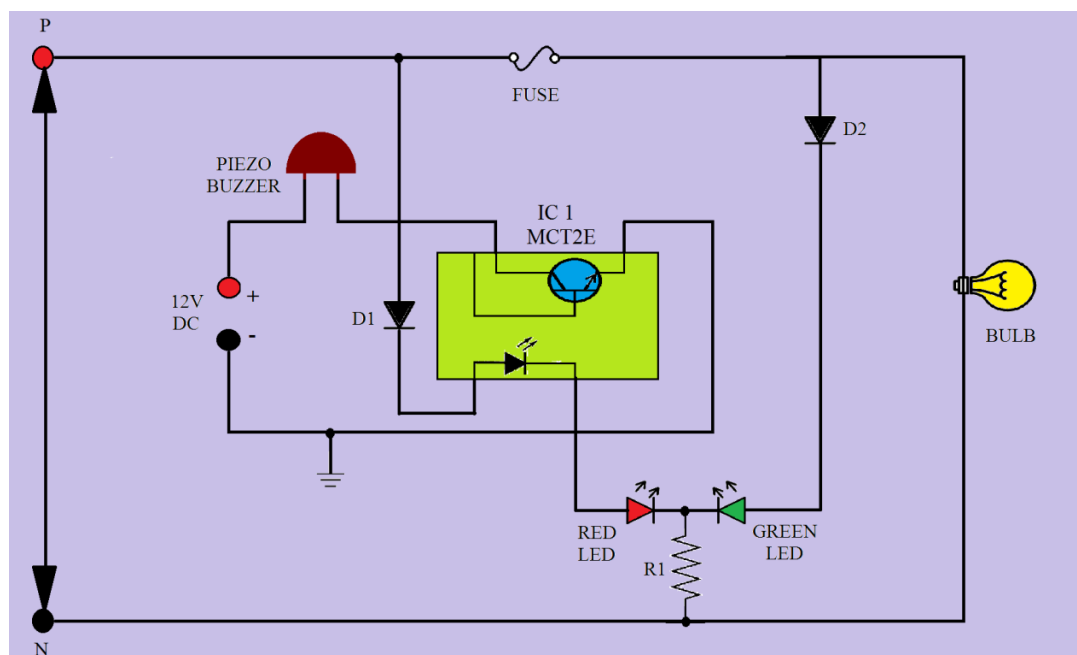 P
FUSE
D2
PIEZO
BUZZER
IC 1
MCT2E
12V
DC
+
-
D1
BULB
RED
LED
GREEN
LED
R1
N